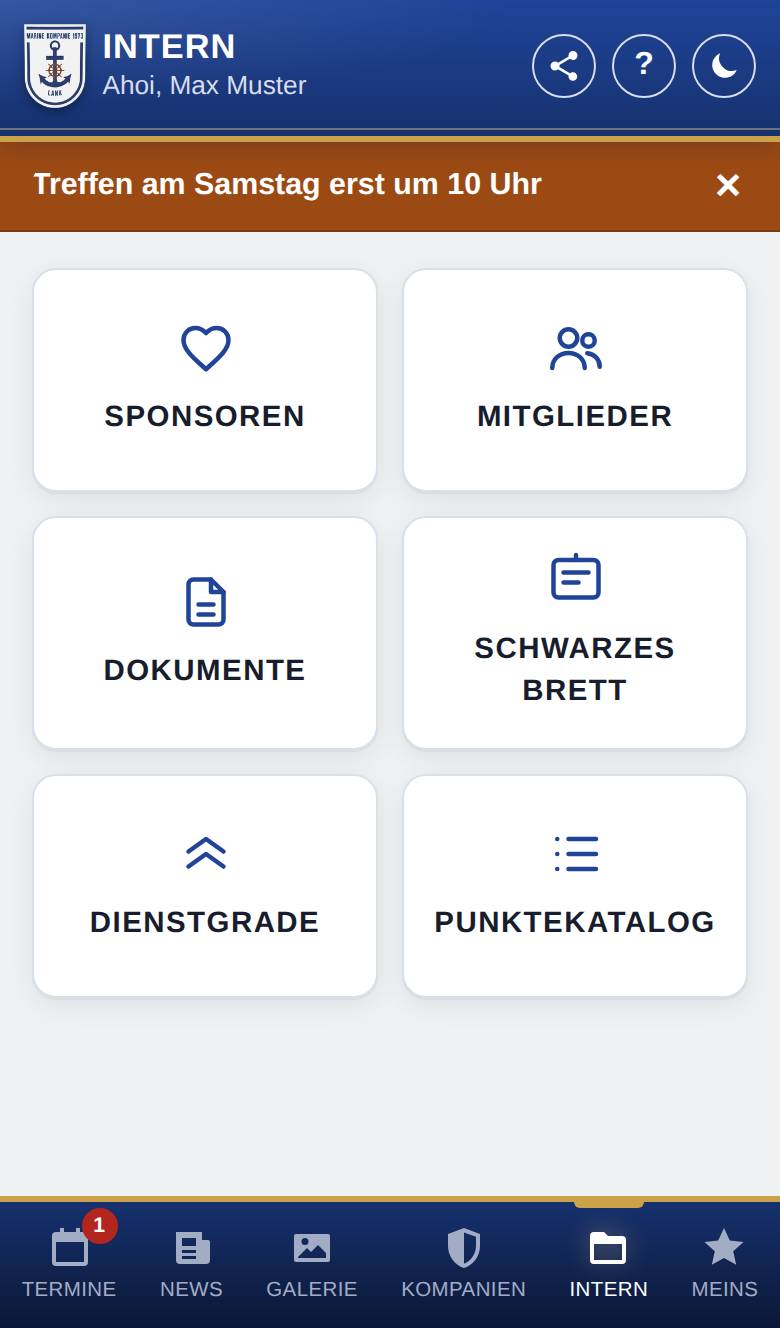 MARINE KOMPANIE 1973
LANK
INTERN
Ahoi, Max Muster
?
Treffen am Samstag erst um 10 Uhr
×
SPONSOREN
MITGLIEDER
DOKUMENTE
SCHWARZES
BRETT
DIENSTGRADE
PUNKTEKATALOG
1
TERMINE
NEWS
GALERIE
KOMPANIEN
INTERN
MEINS